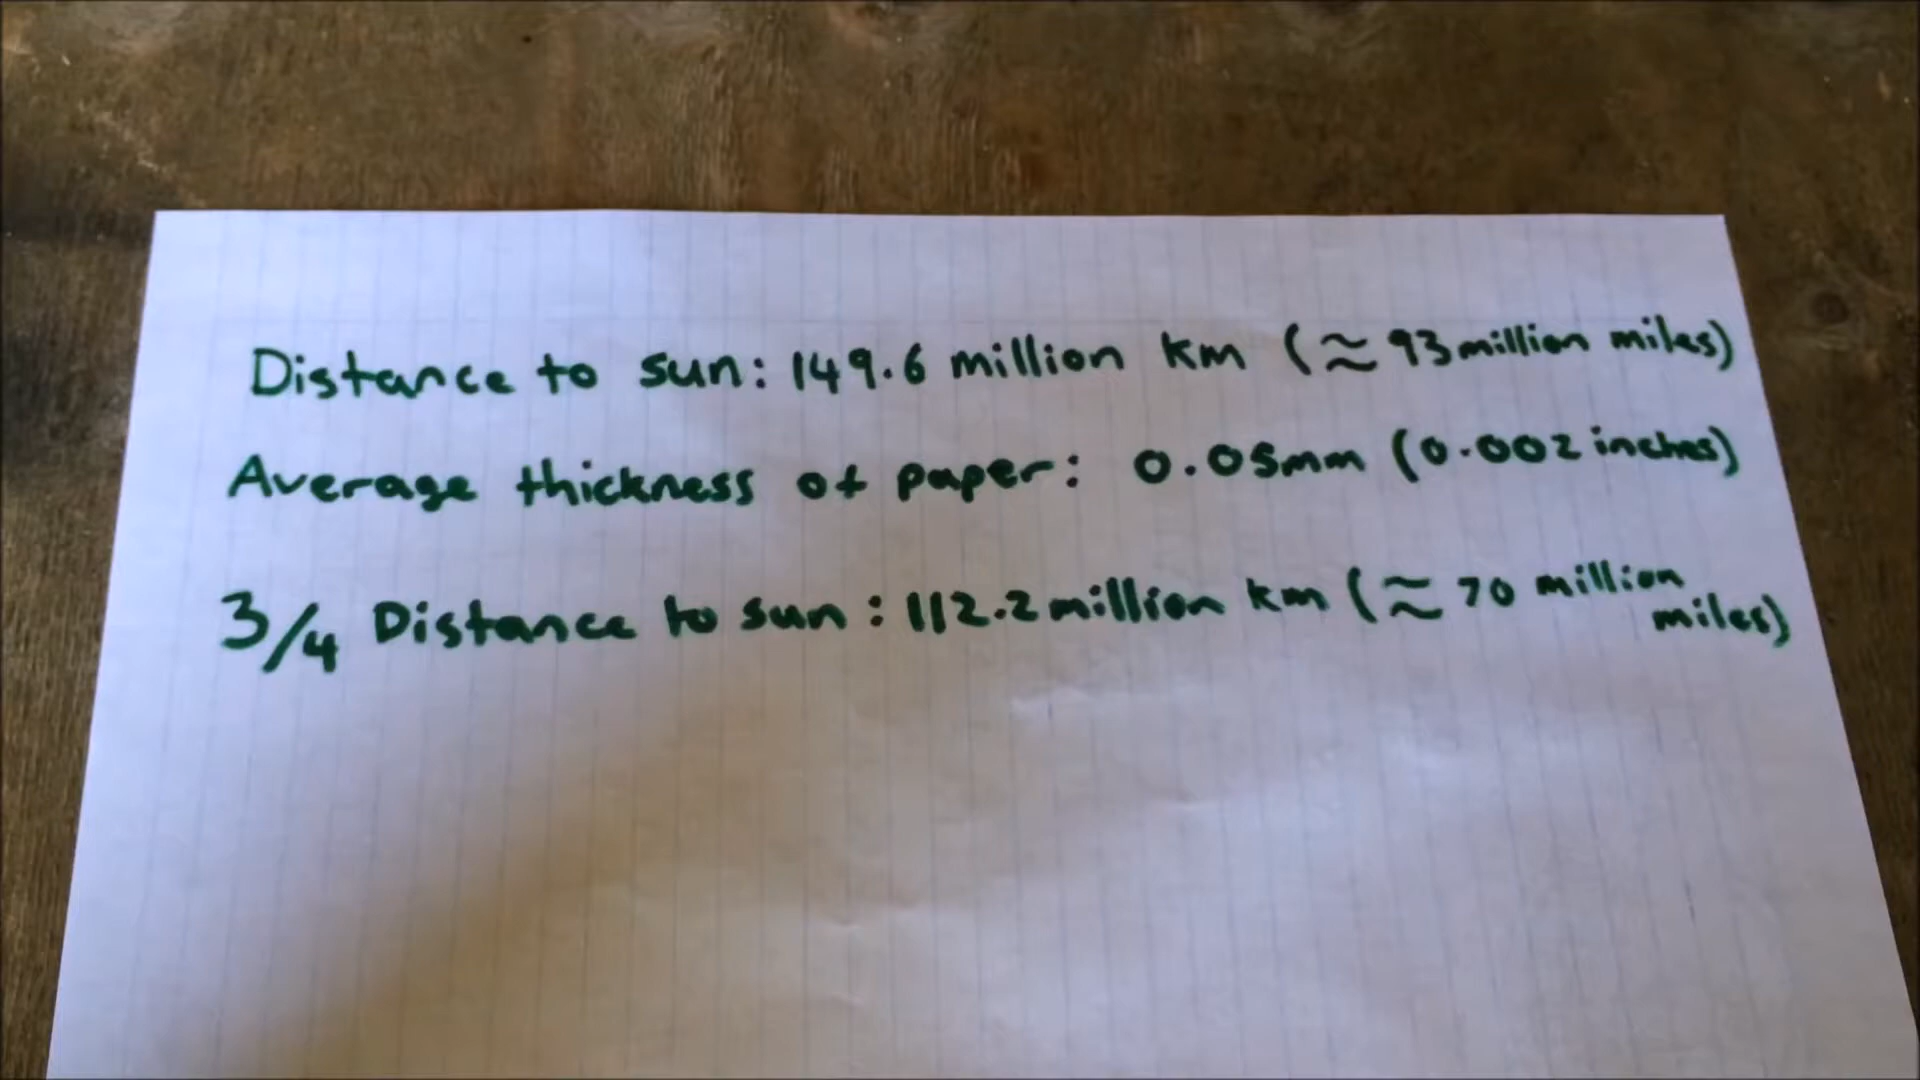 Distance to sun: 149.6 million km (≈ 93 million miles)
Average thickness of paper: 0.05mm (0.002 inches)
3/4 Distance to sun: 112.2 million km (≈ 70 million
miles)